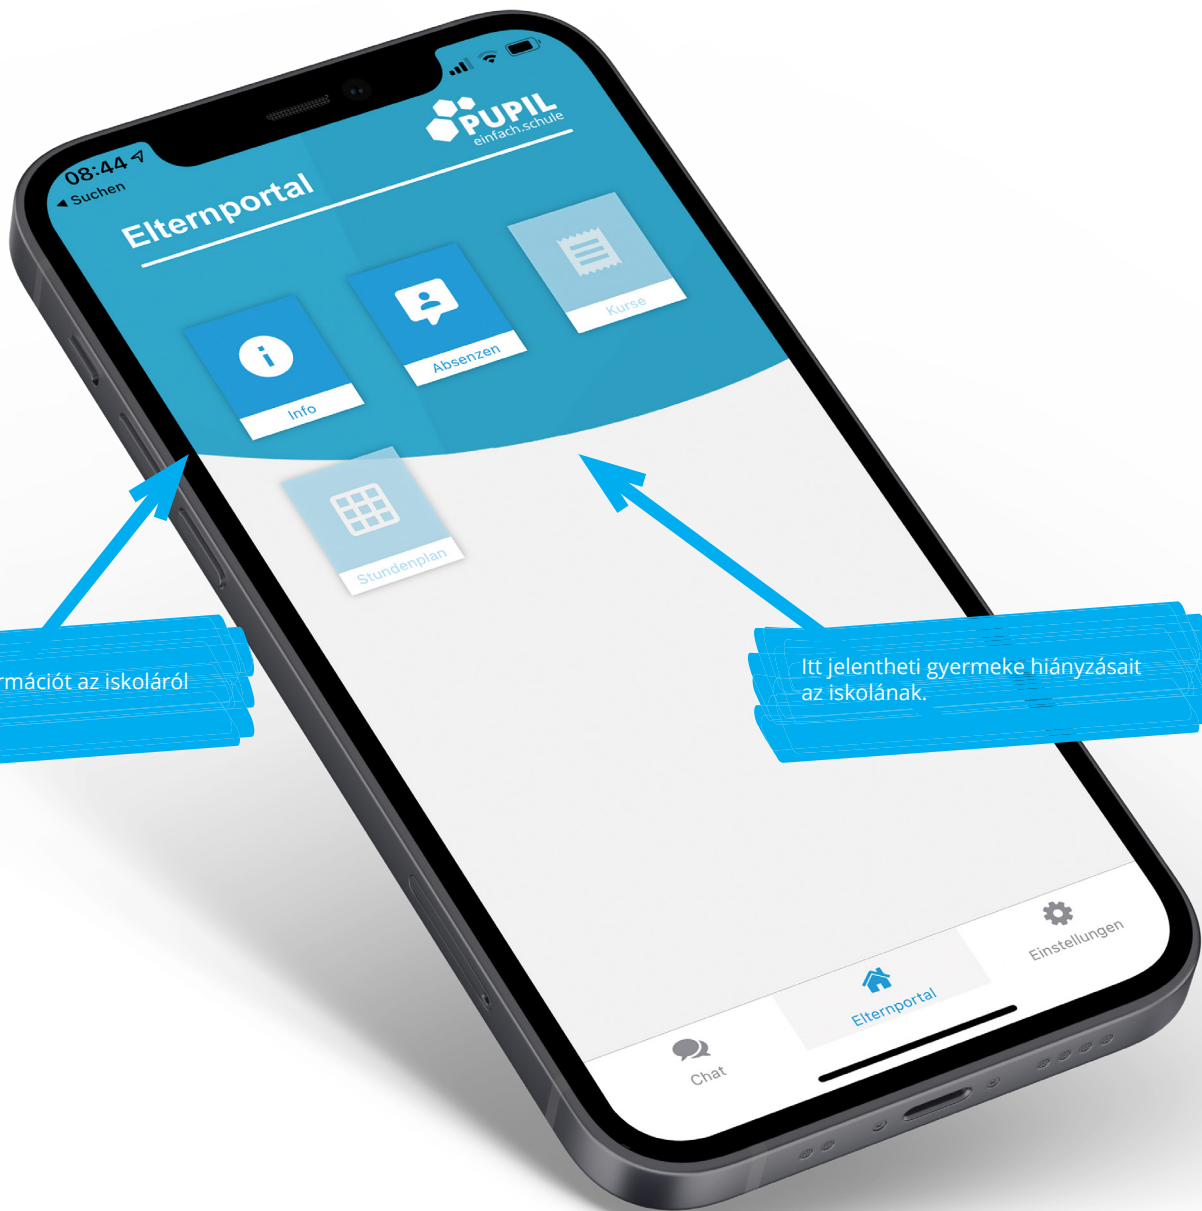 08:44
Suchen
PUPIL
einfach.schule
Elternportal
Info
Absenzen
Kurse
Stundenplan
az iskoláról
Itt jelentheti gyermeke hiányzásait
az iskolának.
Chat
Elternportal
Einstellungen